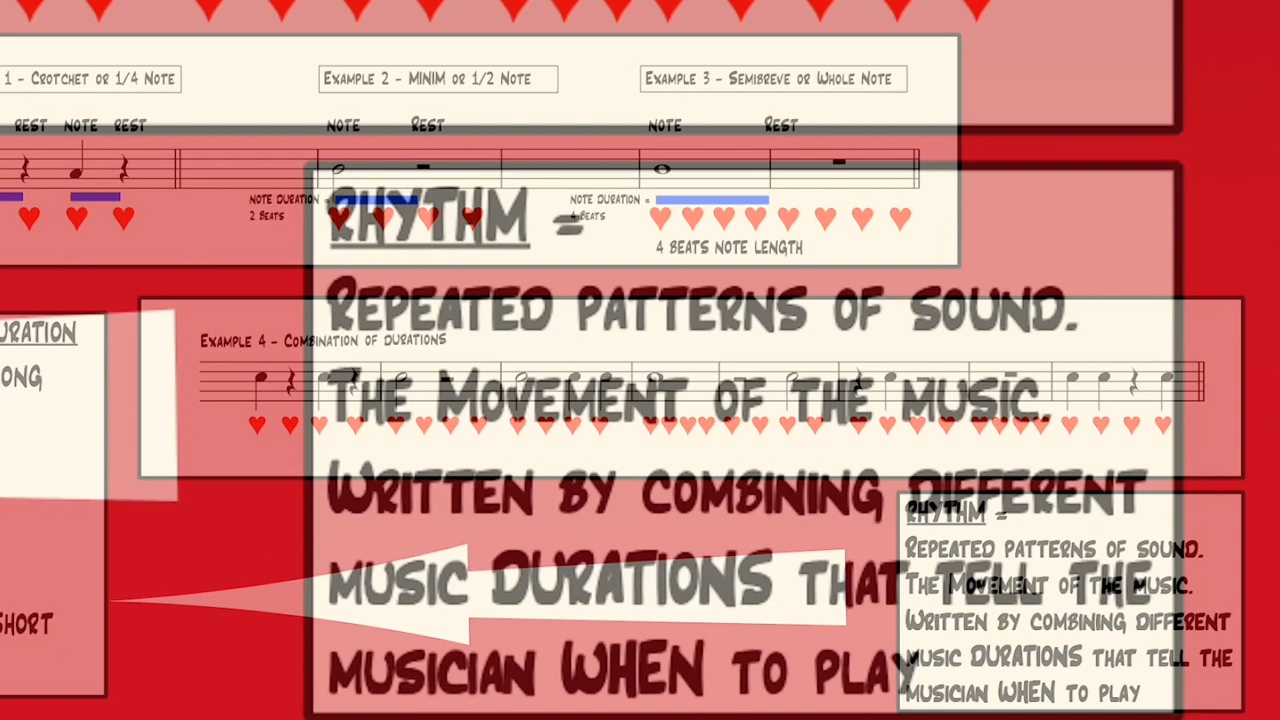 1 - Crotchet or 1/4 Note
Example 2 - MINIM or 1/2 Note
Example 3 - Semibreve or Whole Note
REST NOTE REST
NOTE REST
NOTE REST
NOTE DURATION =
2 BEATS
NOTE DURATION =
4 BEATS
4 BEATS NOTE LENGTH
RHYTHM =
Repeated patterns of sound.
The Movement of the music.
Written by combining different
music DURATIONS that tell the
musician WHEN to play
Example 4 - Combination of durations
URATION
ONG
SHORT
RHYTHM =
Repeated patterns of sound.
The Movement of the music.
Written by combining different
music DURATIONS that tell the
musician WHEN to play